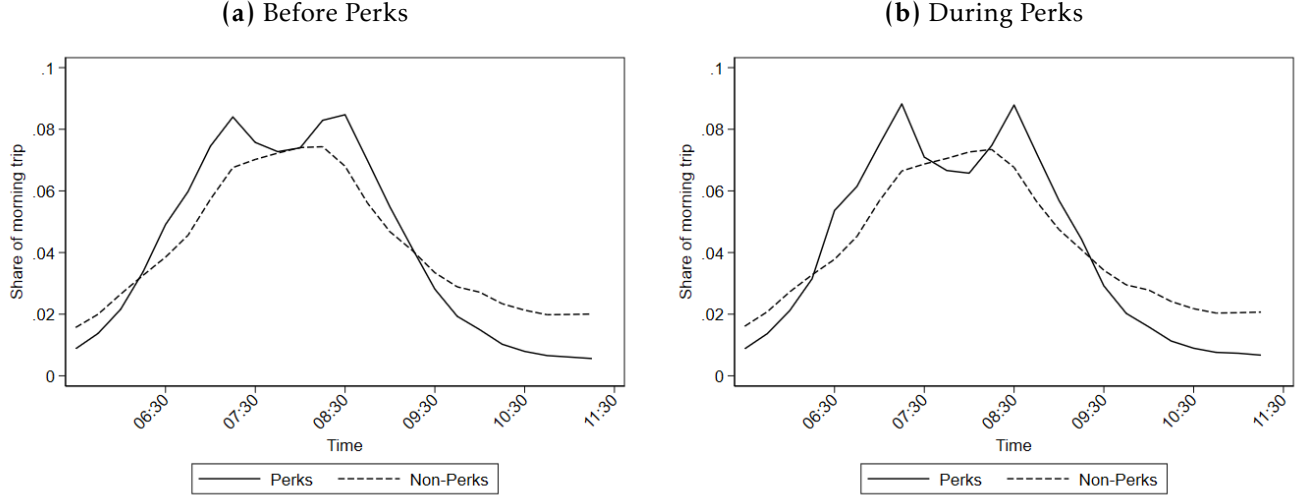 (a) Before Perks
Share of morning trip
.1
.08
.06
.04
.02
0
06:30
07:30
08:30
09:30
10:30
11:30
Time
Perks
Non-Perks
(b) During Perks
Share of morning trip
.1
.08
.06
.04
.02
0
06:30
07:30
08:30
09:30
10:30
11:30
Time
Perks
Non-Perks